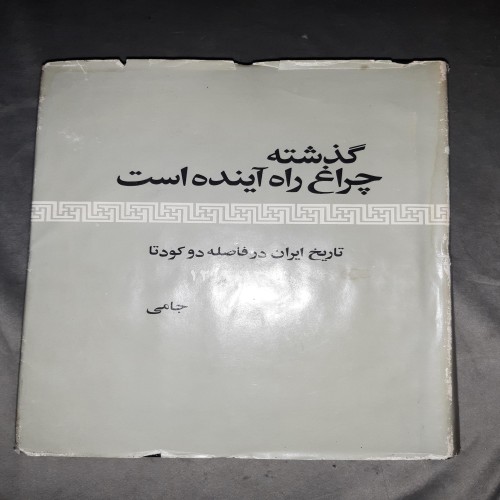 گذشته
چراغ راه آینده است
تاریخ ایران در فاصله دو کودتا
جامی